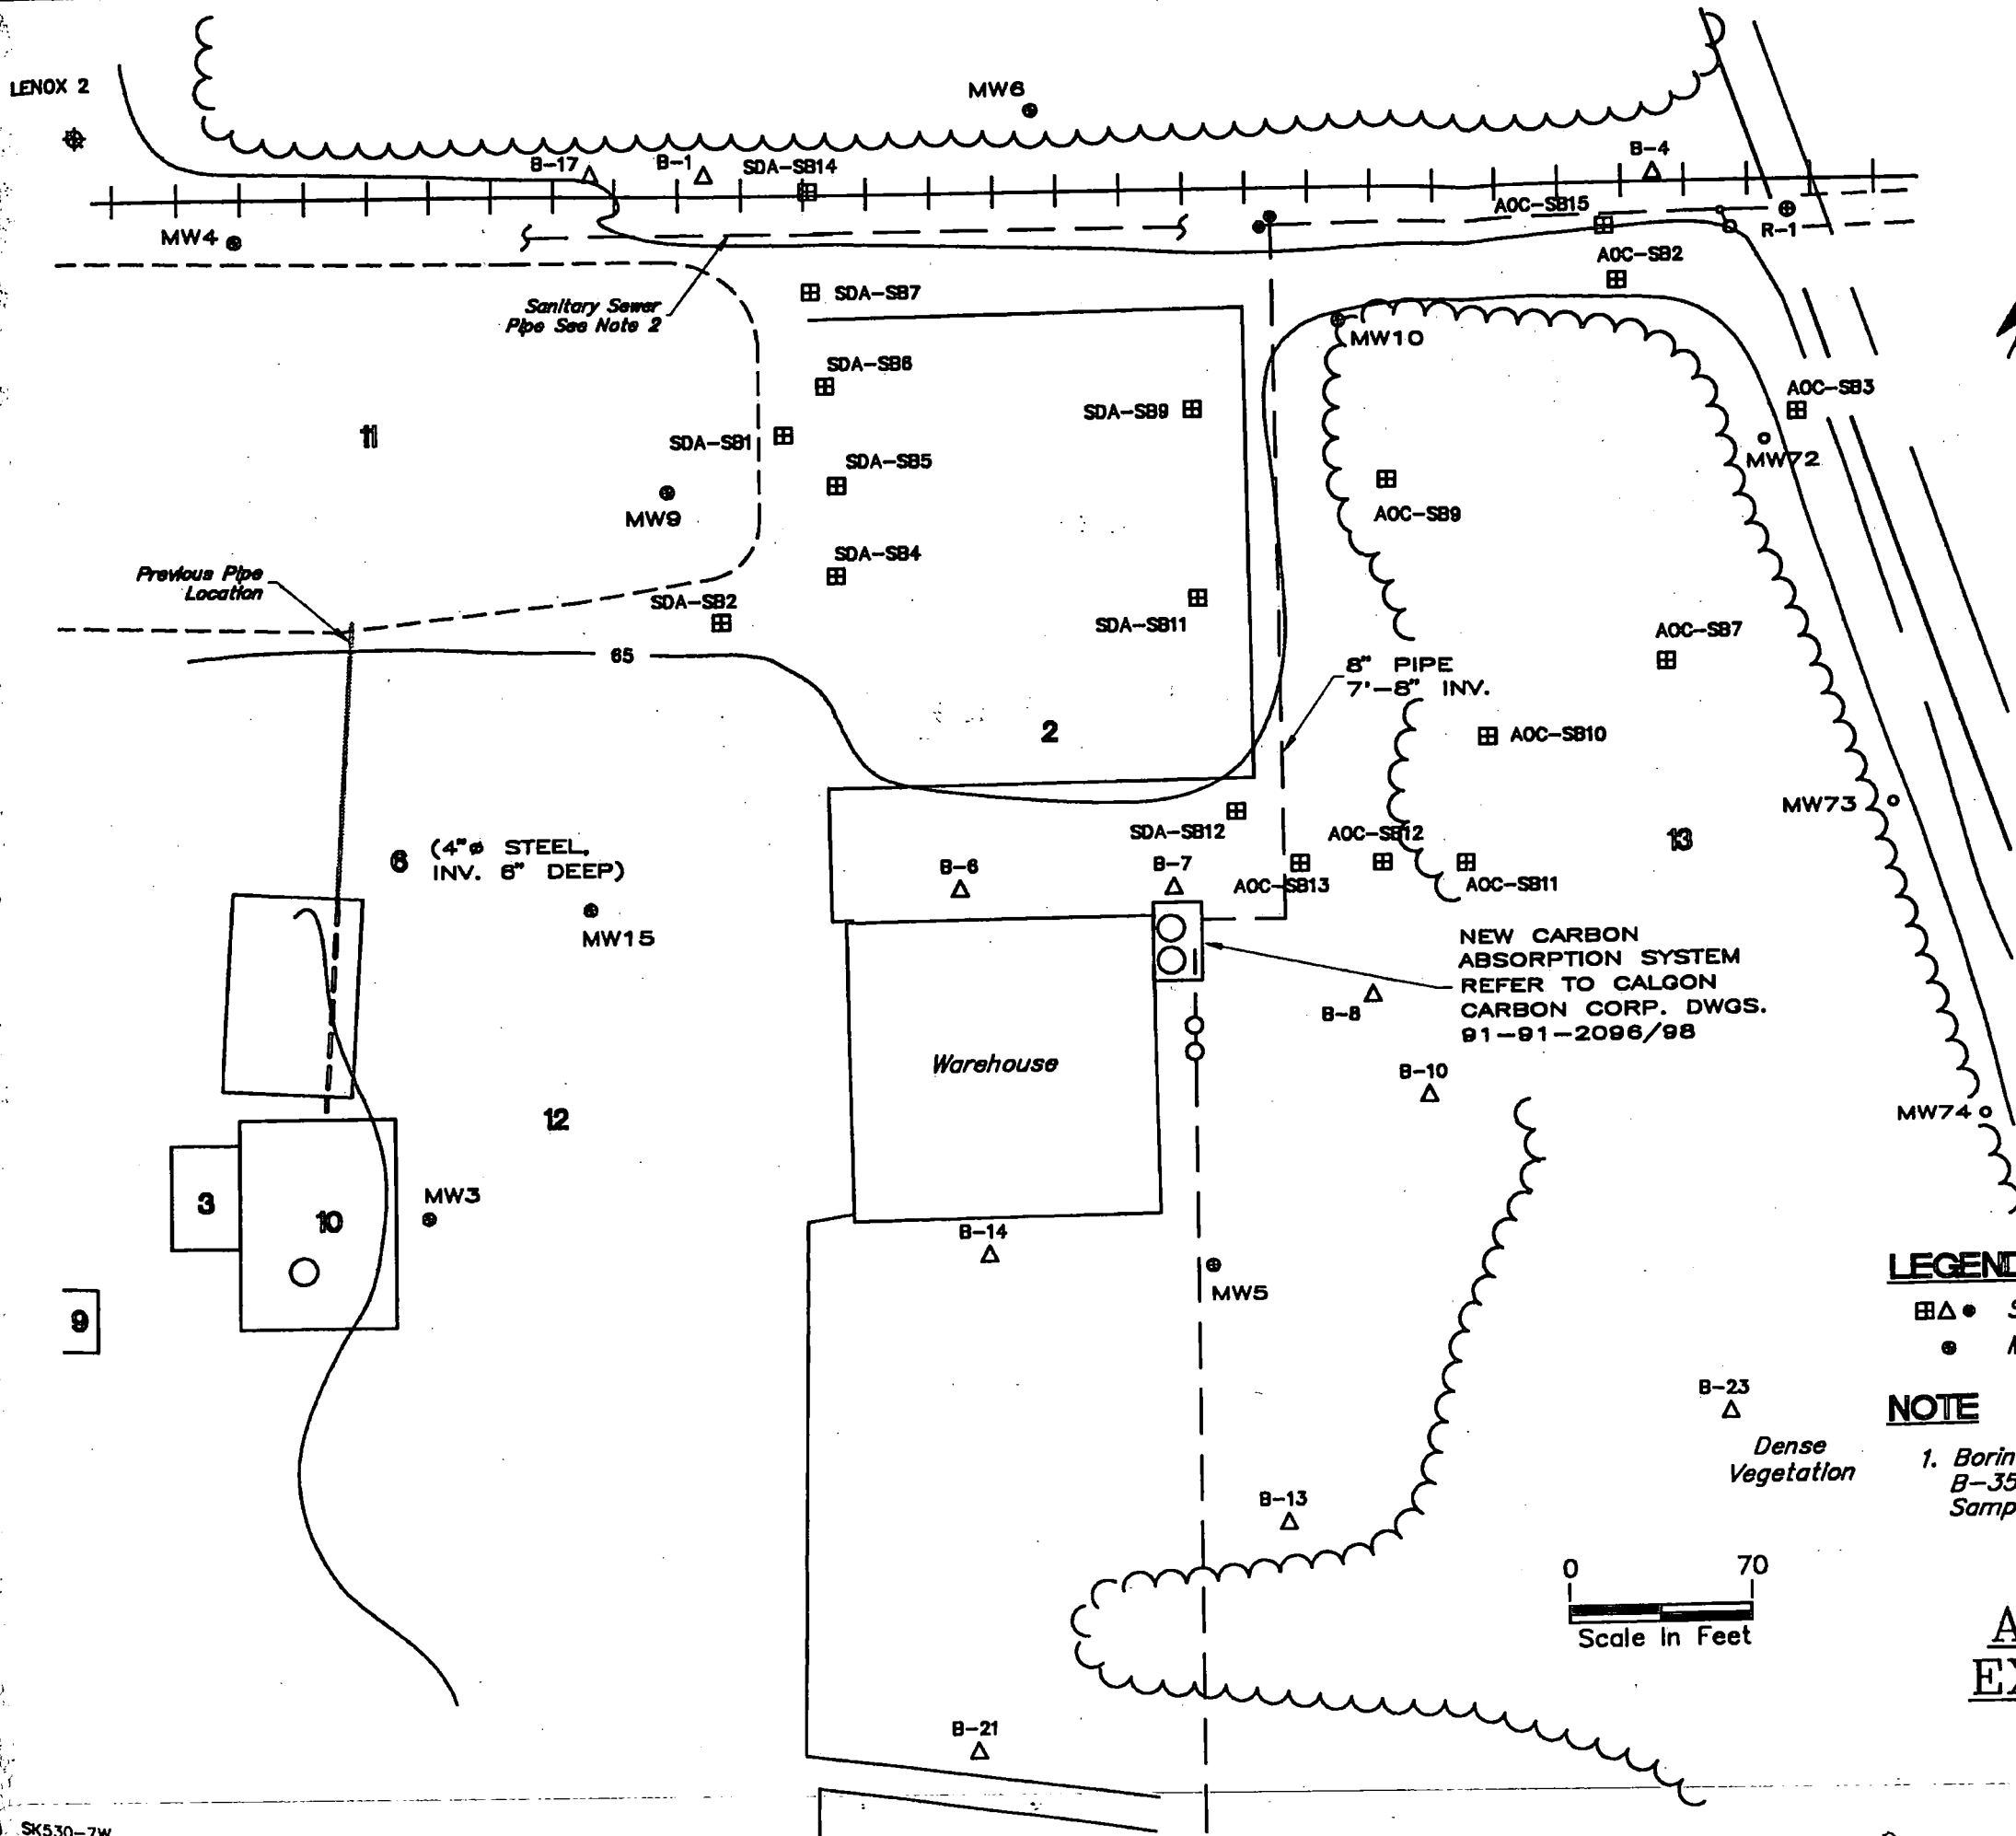 LENOX 2
MW6
B-17
B-1
SDA-SB14
B-4
MW4
AOC-SB15
R-1
AOC-SB2
SDA-SB7
Sanitary Sewer
Pipe See Note 2
MW10
SDA-SB6
AOC-SB3
SDA-SB9
11
SDA-SB1
MW72
SDA-SB5
MW9
AOC-SB9
SDA-SB4
Previous Pipe
Location
SDA-SB2
SDA-SB11
AOC-SB7
65
8" PIPE
7'-8" INV.
2
AOC-SB10
MW73
SDA-SB12
AOC-SB12
13
6
(4"ø STEEL,
INV. 6" DEEP)
B-6
B-7
AOC-SB13
AOC-SB11
MW15
NEW CARBON
ABSORPTION SYSTEM
REFER TO CALGON
CARBON CORP. DWGS.
91-91-2096/98
B-8
Warehouse
B-10
12
MW74
3
10
MW3
B-14
MW5
9
LEGEND
S
B-23
NOTE
Dense
Vegetation
1. Borin
B-35
Samp
B-13
0 70
Scale In Feet
A
EX
B-21
SK530-7W